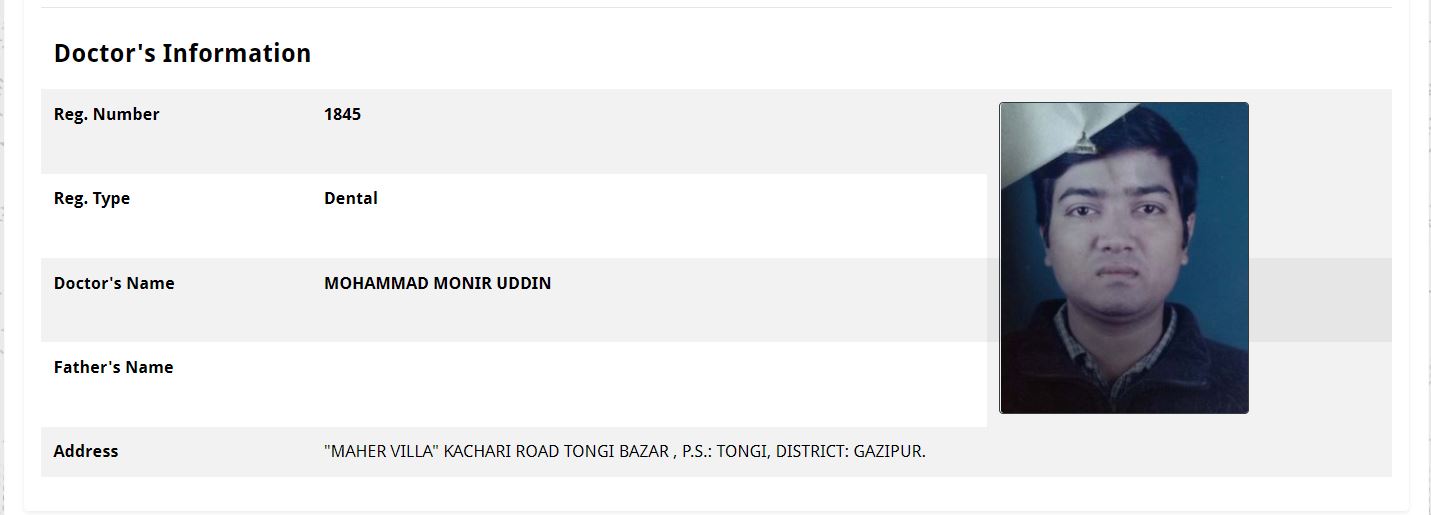 Doctor's Information
Reg. Number 1845
Reg. Type Dental
Doctor's Name MOHAMMAD MONIR UDDIN
Father's Name
Address "MAHER VILLA" KACHARI ROAD TONGI BAZAR , P.S.: TONGI, DISTRICT: GAZIPUR.